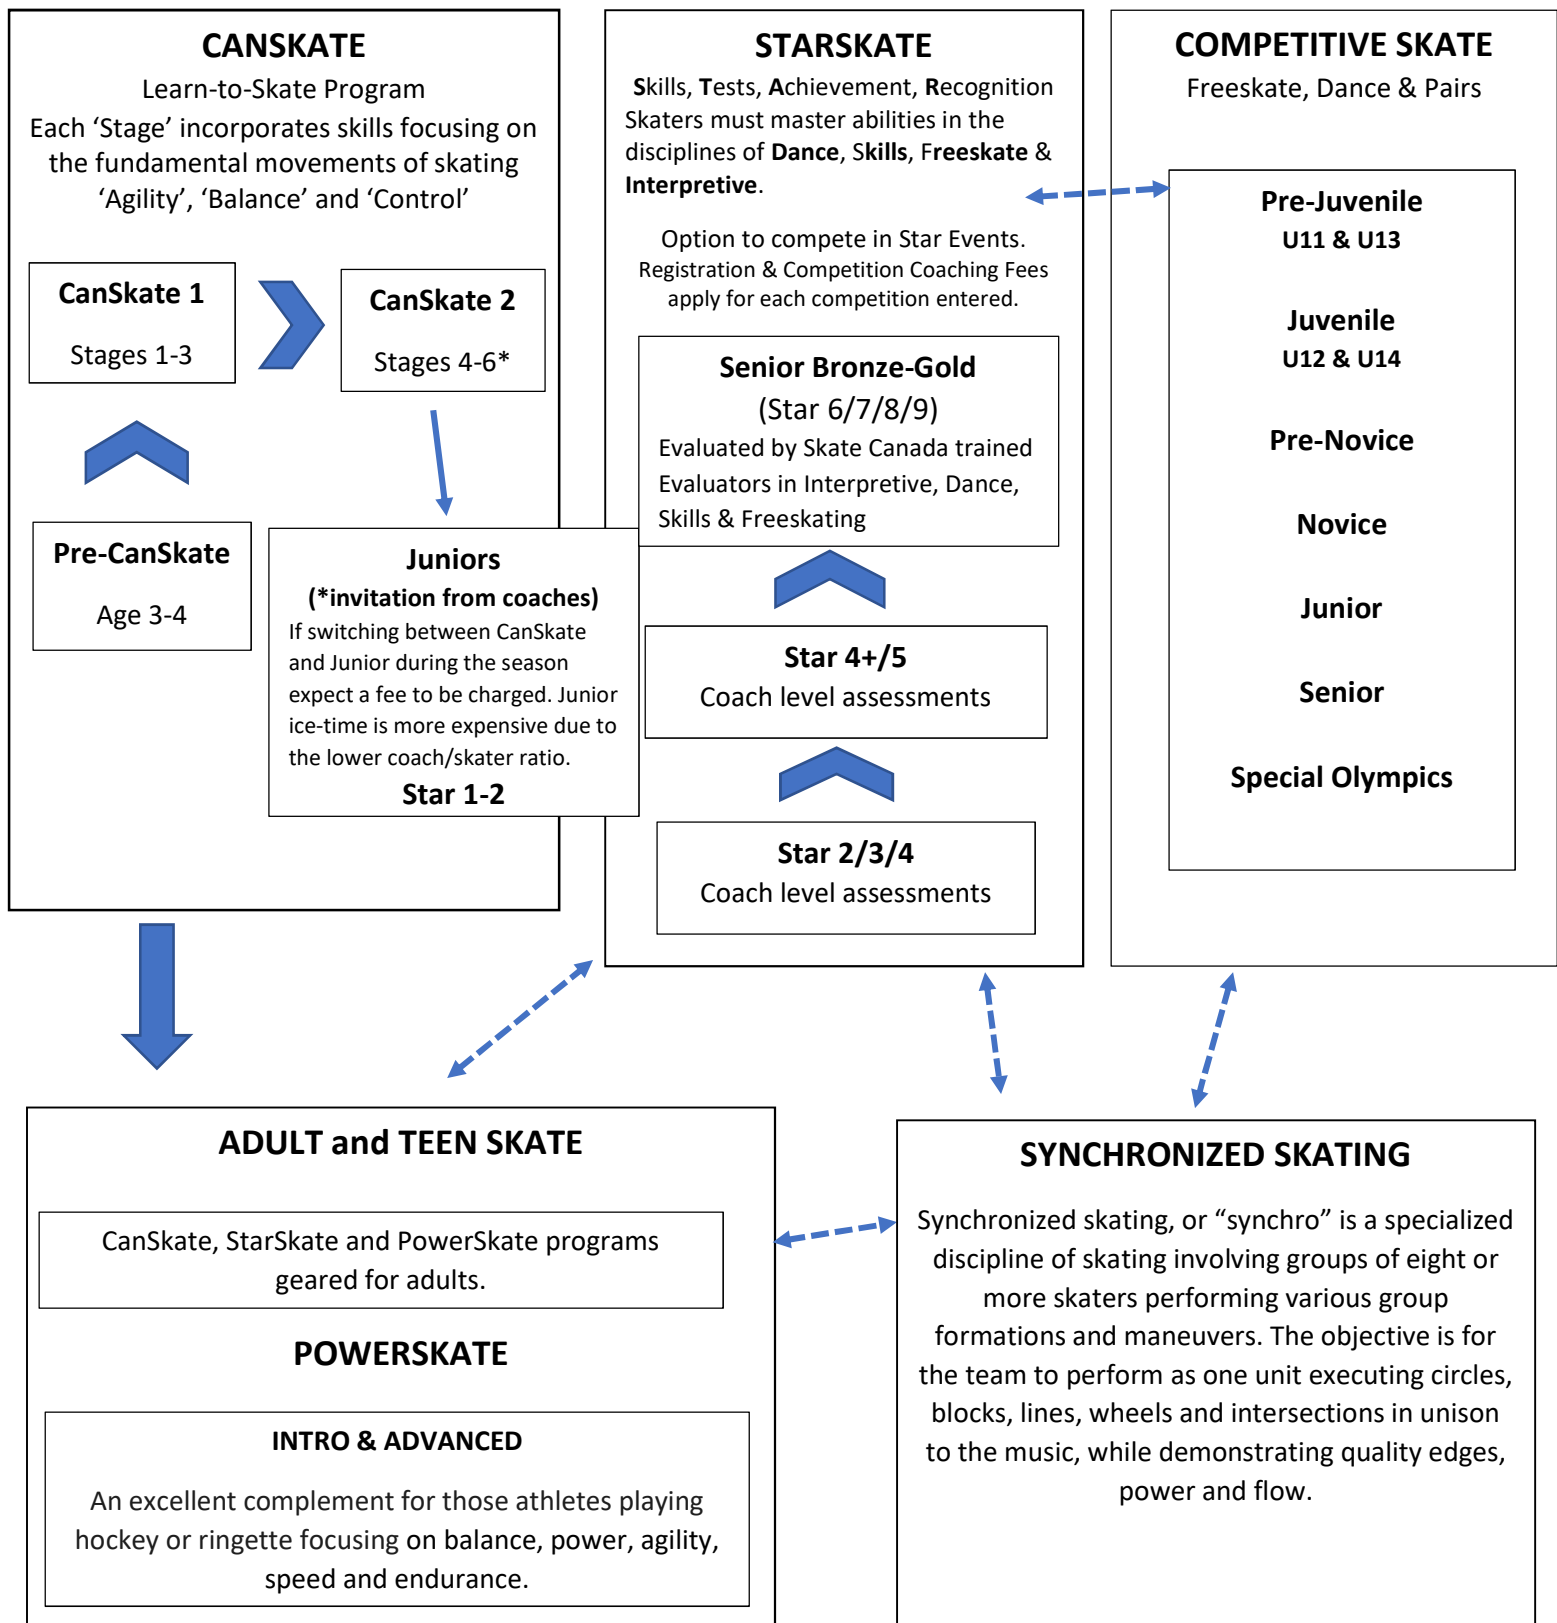 CANSKATE
Learn-to-Skate Program
Each ‘Stage’ incorporates skills focusing on
the fundamental movements of skating
‘Agility’, ‘Balance’ and ‘Control’
CanSkate 1
Stages 1-3
CanSkate 2
Stages 4-6*
Pre-CanSkate
Age 3-4
Juniors
(*invitation from coaches)
If switching between CanSkate
and Junior during the season
expect a fee to be charged. Junior
ice-time is more expensive due to
the lower coach/skater ratio.
Star 1-2
STARSKATE
Skills, Tests, Achievement, Recognition
Skaters must master abilities in the
disciplines of Dance, Skills, Freeskate &
Interpretive.
Option to compete in Star Events.
Registration & Competition Coaching Fees
apply for each competition entered.
Senior Bronze-Gold
(Star 6/7/8/9)
Evaluated by Skate Canada trained
Evaluators in Interpretive, Dance,
Skills & Freeskating
Star 4+/5
Coach level assessments
Star 2/3/4
Coach level assessments
COMPETITIVE SKATE
Freeskate, Dance & Pairs
Pre-Juvenile
U11 & U13
Juvenile
U12 & U14
Pre-Novice
Novice
Junior
Senior
Special Olympics
ADULT and TEEN SKATE
CanSkate, StarSkate and PowerSkate programs
geared for adults.
POWERSKATE
INTRO & ADVANCED
An excellent complement for those athletes playing
hockey or ringette focusing on balance, power, agility,
speed and endurance.
SYNCHRONIZED SKATING
Synchronized skating, or “synchro” is a specialized
discipline of skating involving groups of eight or
more skaters performing various group
formations and maneuvers. The objective is for
the team to perform as one unit executing circles,
blocks, lines, wheels and intersections in unison
to the music, while demonstrating quality edges,
power and flow.